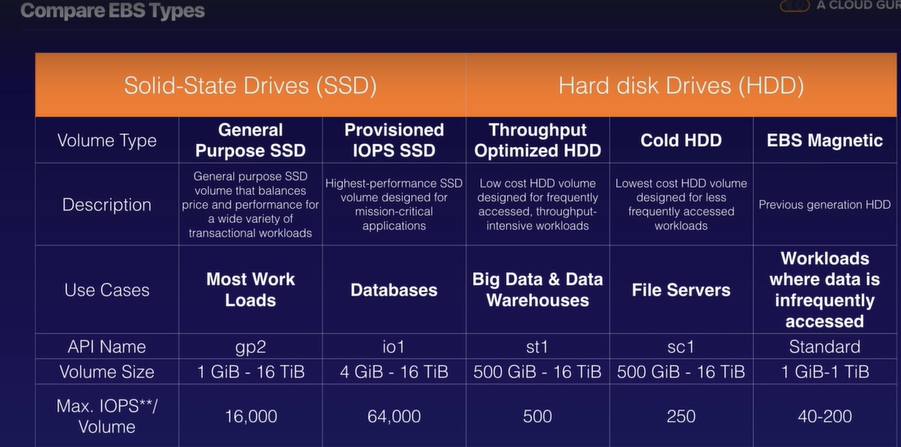 Compare EBS Types
A CLOUD GUR
Solid-State Drives (SSD) Hard disk Drives (HDD)
Volume Type
General
Purpose SSD
Provisioned
IOPS SSD
Throughput
Optimized HDD
Cold HDD
EBS Magnetic
Description
General purpose SSD
volume that balances
price and performance for
a wide variety of
transactional workloads
Highest-performance SSD
volume designed for
mission-critical
applications
Low cost HDD volume
designed for frequently
accessed, throughput-
intensive workloads
Lowest cost HDD volume
designed for less
frequently accessed
workloads
Previous generation HDD
Use Cases
Most Work
Loads
Databases
Big Data & Data
Warehouses
File Servers
Workloads
where data is
infrequently
accessed
API Name gp2 io1 st1 sc1 Standard
Volume Size 1 GiB - 16 TiB 4 GiB - 16 TiB 500 GiB - 16 TiB 500 GiB - 16 TiB 1 GiB-1 TiB
Max. IOPS**/
Volume
16,000 64,000 500 250 40-200